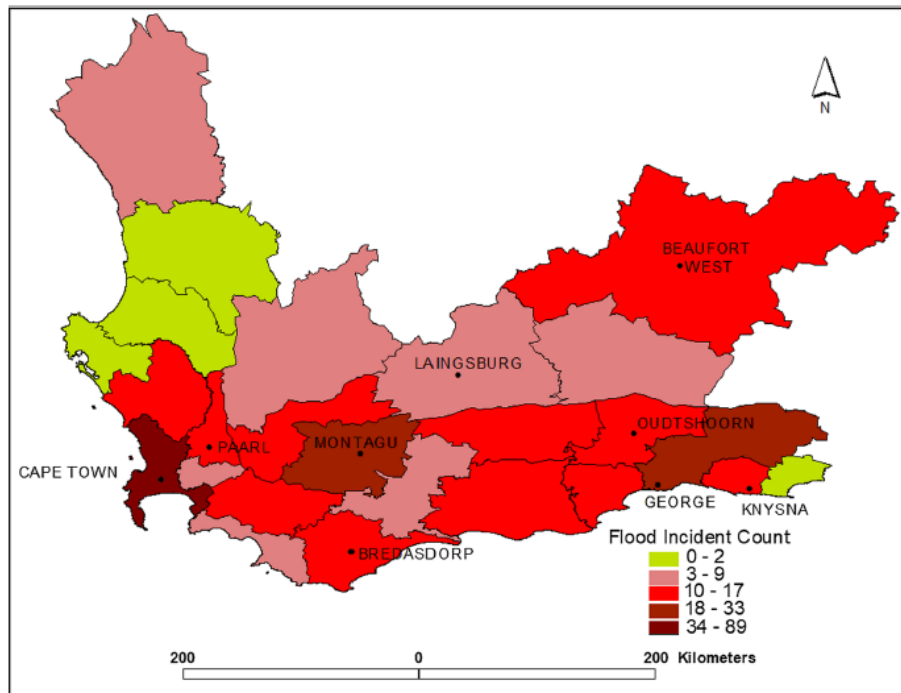 N
BEAUFORT
WEST
LAINGSBURG
OUDTSHOORN
PAARL
MONTAGU
CAPE TOWN
GEORGE
KNYSNA
BREDASDORP
Flood Incident Count
0 - 2
3 - 9
10 - 17
18 - 33
34 - 89
200 0 200 Kilometers